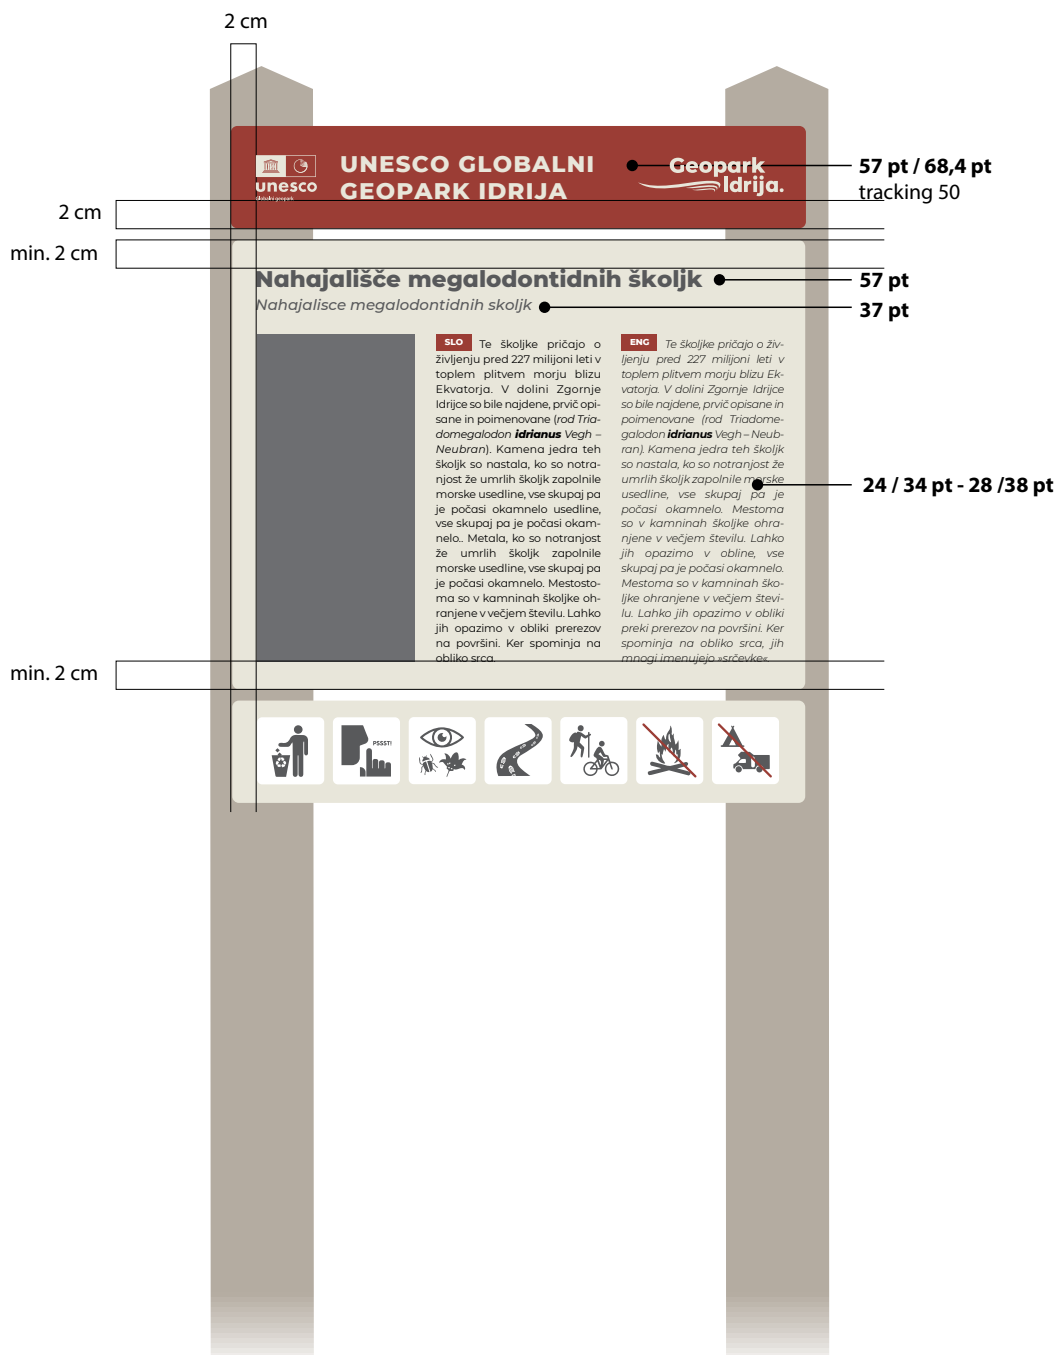 2 cm
unesco
Globalni geopark
UNESCO GLOBALNI
GEOPARK IDRIJA
Geopark
Idrija.
57 pt / 68,4 pt
tracking 50
2 cm
min. 2 cm
Nahajališče megalodontidnih školjk
57 pt
Nahajalisce megalodontidnih skoljk
37 pt
SLO Te školjke pričajo o
življenju pred 227 milijoni leti v
toplem plitvem morju blizu
Ekvatorja. V dolini Zgornje
Idrijce so bile najdene, prvič opi-
sane in poimenovane (rod Tria-
domegalodon idrianus Vegh –
Neubran). Kamena jedra teh
školjk so nastala, ko so notra-
njost že umrlih školjk zapolnile
morske usedline, vse skupaj pa
je počasi okamnelo usedline,
vse skupaj pa je počasi okam-
nelo.. Metala, ko so notranjost
že umrlih školjk zapolnile
morske usedline, vse skupaj pa
je počasi okamnelo. Mestosto-
ma so v kamninah školjke oh-
ranjene v večjem številu. Lahko
jih opazimo v obliki prerezov
na površini. Ker spominja na
obliko srca.
ENG Te školjke pričajo o živ-
ljenju pred 227 milijoni leti v
toplem plitvem morju blizu Ek-
vatorja. V dolini Zgornje Idrijce
so bile najdene, prvič opisane in
poimenovane (rod Triadome-
galodon idrianus Vegh – Neub-
ran). Kamena jedra teh školjk
so nastala, ko so notranjost že
umrlih školjk zapolnile morske
usedline, vse skupaj pa je
počasi okamnelo. Mestoma
so v kamninah školjke ohra-
njene v večjem številu. Lahko
jih opazimo v obline, vse
skupaj pa je počasi okamnelo.
Mestoma so v kamninah ško-
ljke ohranjene v večjem števi-
lu. Lahko jih opazimo v obliki
preki prerezov na površini. Ker
spominja na obliko srca, jih
mnogi imenujejo »srčevke«.
24 / 34 pt - 28 /38 pt
min. 2 cm
PSSST!